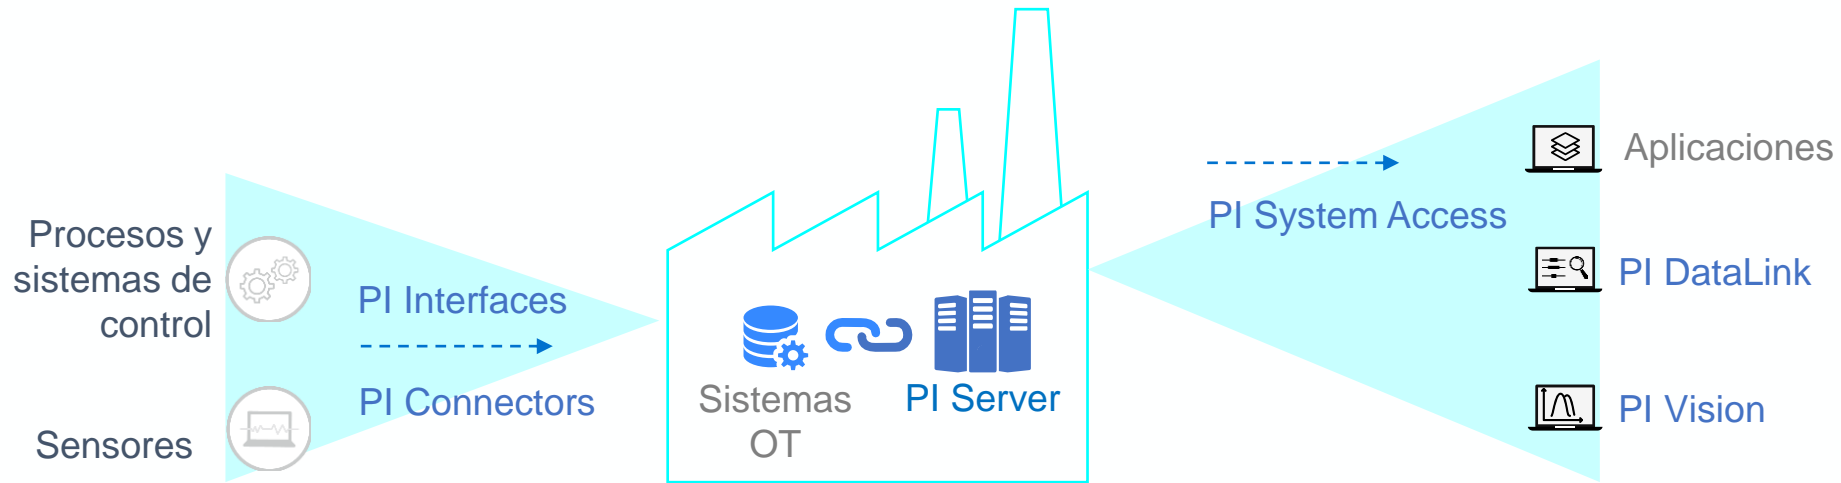 Procesos y
sistemas de
control
Sensores
PI Interfaces
PI Connectors
Sistemas
OT
PI Server
PI System Access
Aplicaciones
PI DataLink
PI Vision